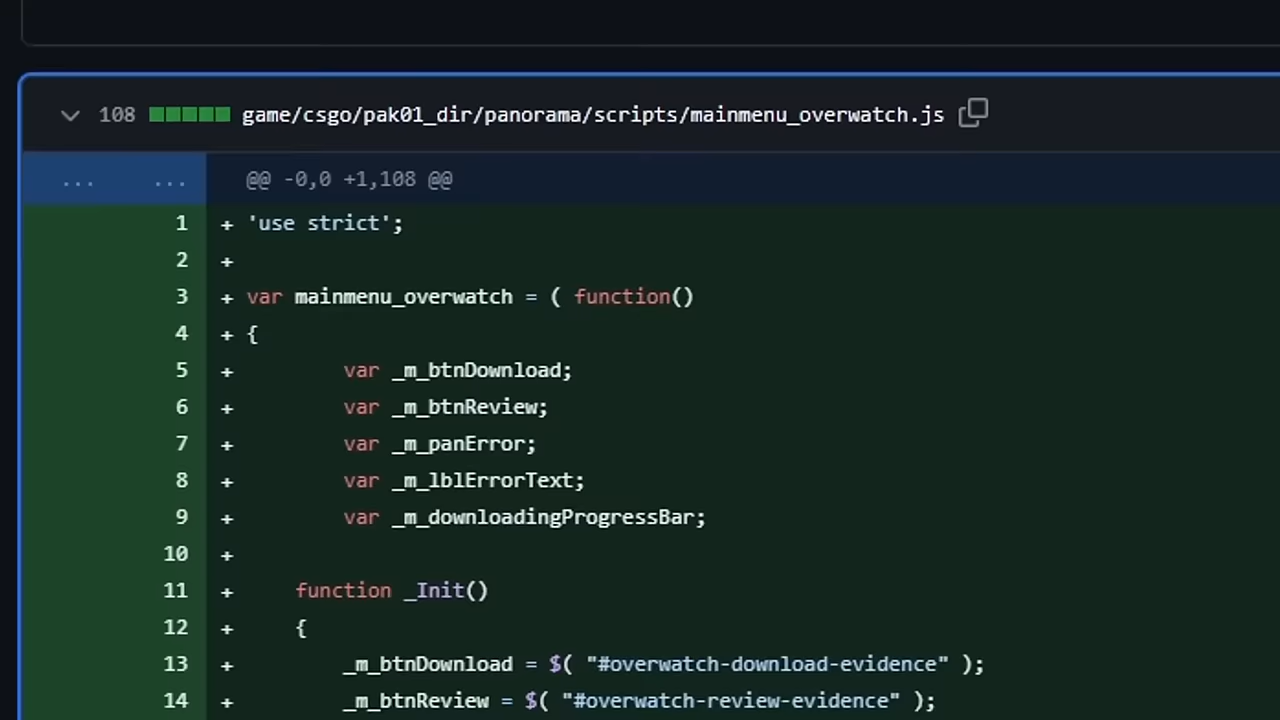 108 game/csgo/pak01_dir/panorama/scripts/mainmenu_overwatch.js
... ... @@ -0,0 +1,108 @@
1 + 'use strict';
2 +
3 + var mainmenu_overwatch = ( function()
4 + {
5 + var _m_btnDownload;
6 + var _m_btnReview;
7 + var _m_panError;
8 + var _m_lblErrorText;
9 + var _m_downloadingProgressBar;
10 +
11 + function _Init()
12 + {
13 + _m_btnDownload = $( "#overwatch-download-evidence" );
14 + _m_btnReview = $( "#overwatch-review-evidence" );